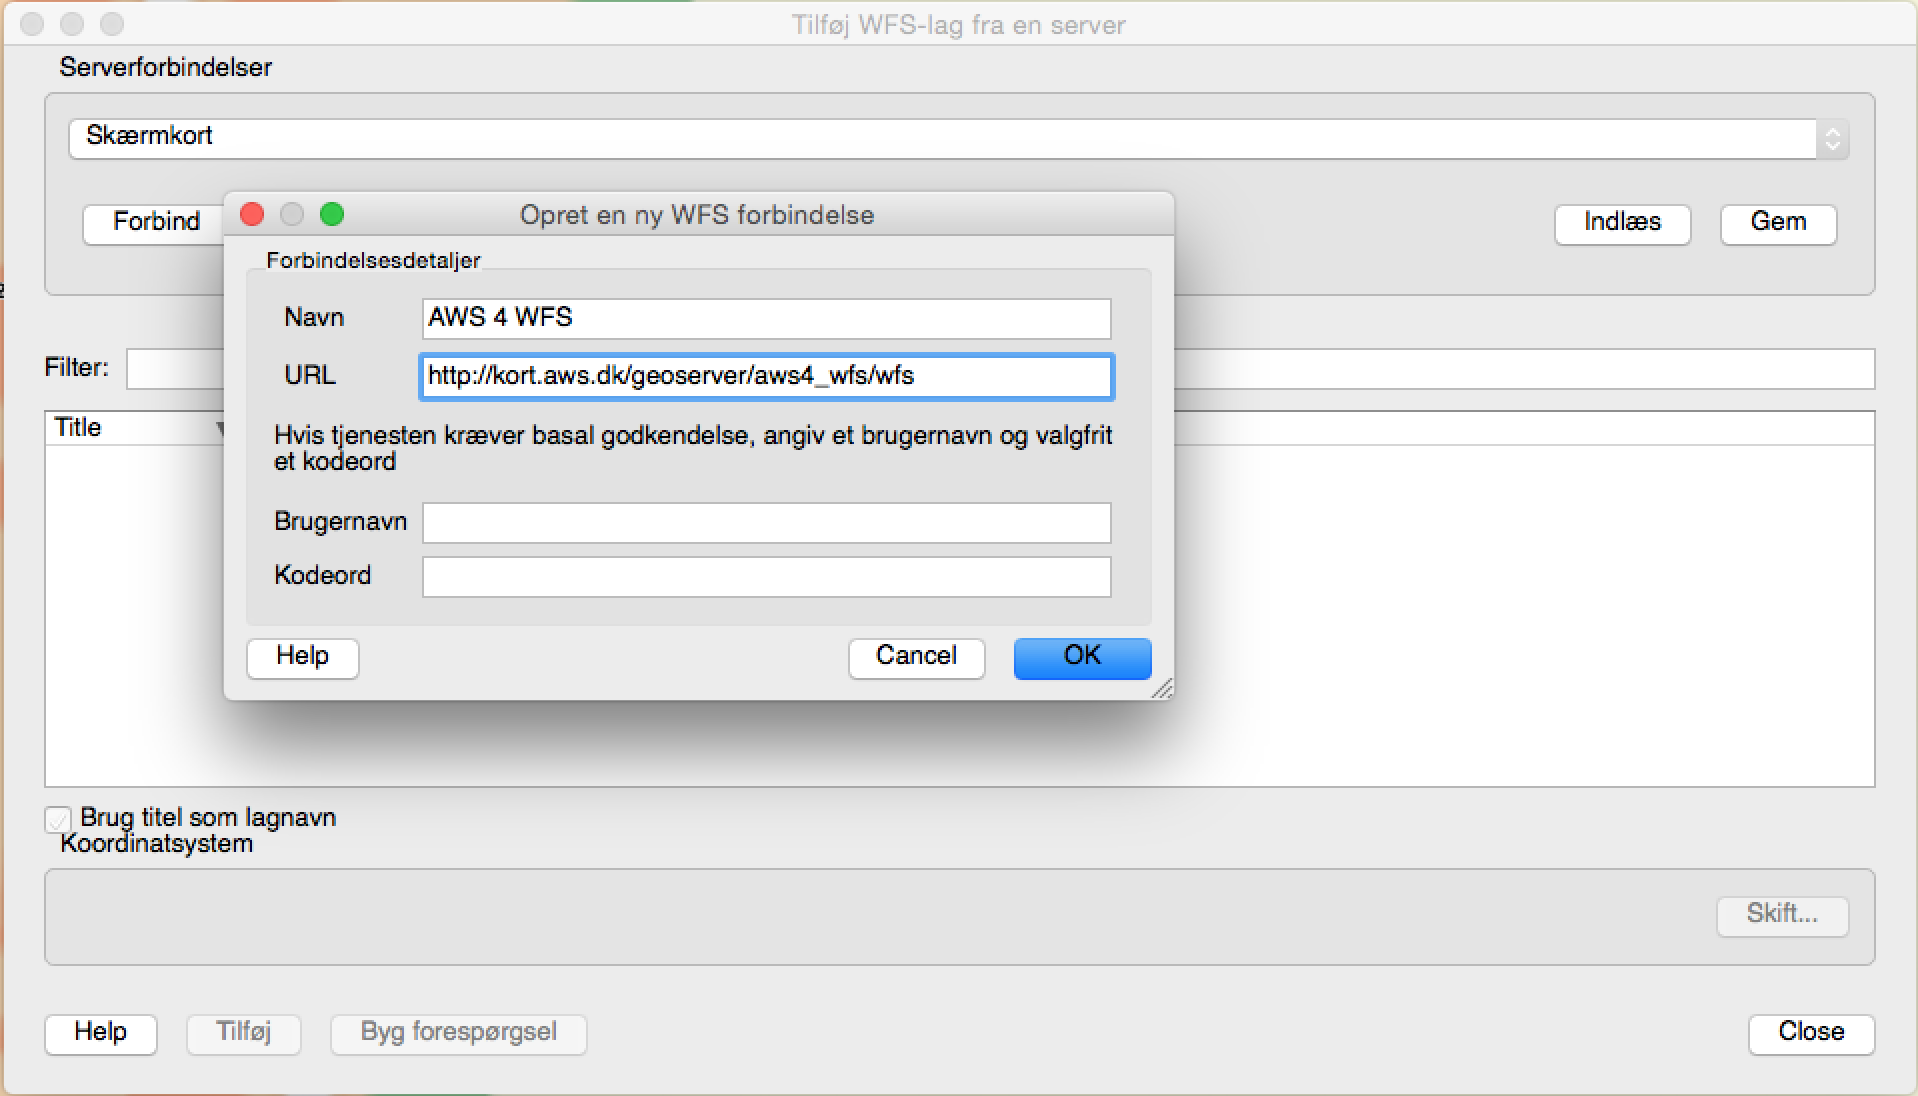 Tilføj WFS-lag fra en server
Serverforbindelser
Skærmkort
Forbind
Indlæs
Gem
Opret en ny WFS forbindelse
Forbindelsesdetaljer
Navn
AWS 4 WFS
URL
http://kort.aws.dk/geoserver/aws4_wfs/wfs
Hvis tjenesten kræver basal godkendelse, angiv et brugernavn og valgfrit
et kodeord
Brugernavn
Kodeord
Help
Cancel
OK
Filter:
Title
Brug titel som lagnavn
Koordinatsystem
Skift...
Help
Tilføj
Byg forespørgsel
Close